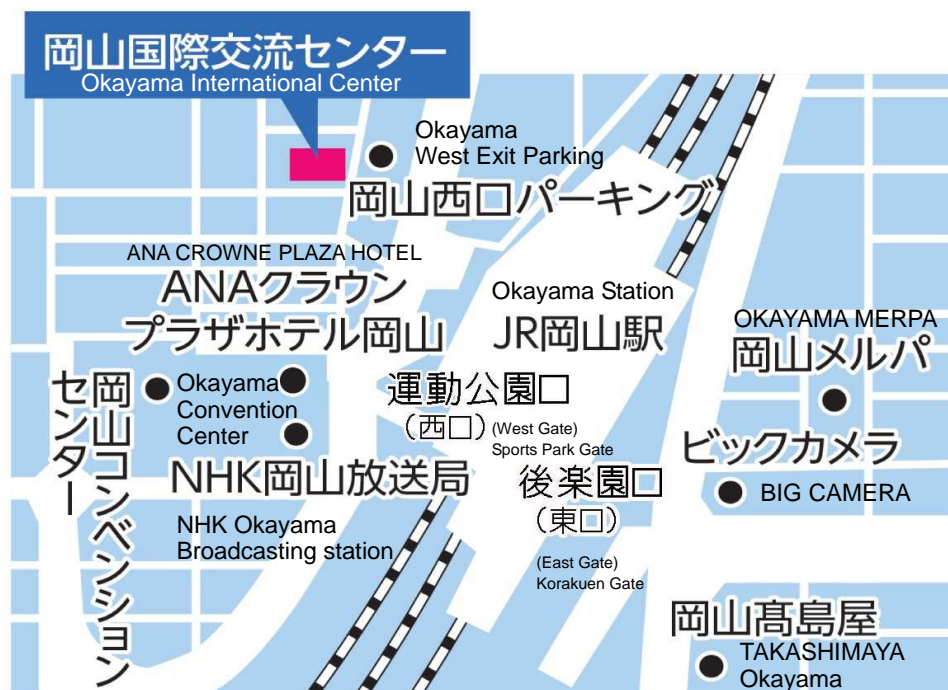 岡山国際交流センター
Okayama International Center
Okayama
West Exit Parking
岡山西口パーキング
ANA CROWNE PLAZA HOTEL
ANAクラウン
プラザホテル岡山
Okayama Station
JR岡山駅
OKAYAMA MERPA
岡山メルパ
岡山コンベンション
センター
Okayama
Convention
Center
運動公園口
(西口)
(West Gate)
Sports Park Gate
ビックカメラ
BIG CAMERA
NHK岡山放送局
NHK Okayama
Broadcasting station
後楽園口
(東口)
(East Gate)
Korakuen Gate
岡山髙島屋
TAKASHIMAYA
Okayama